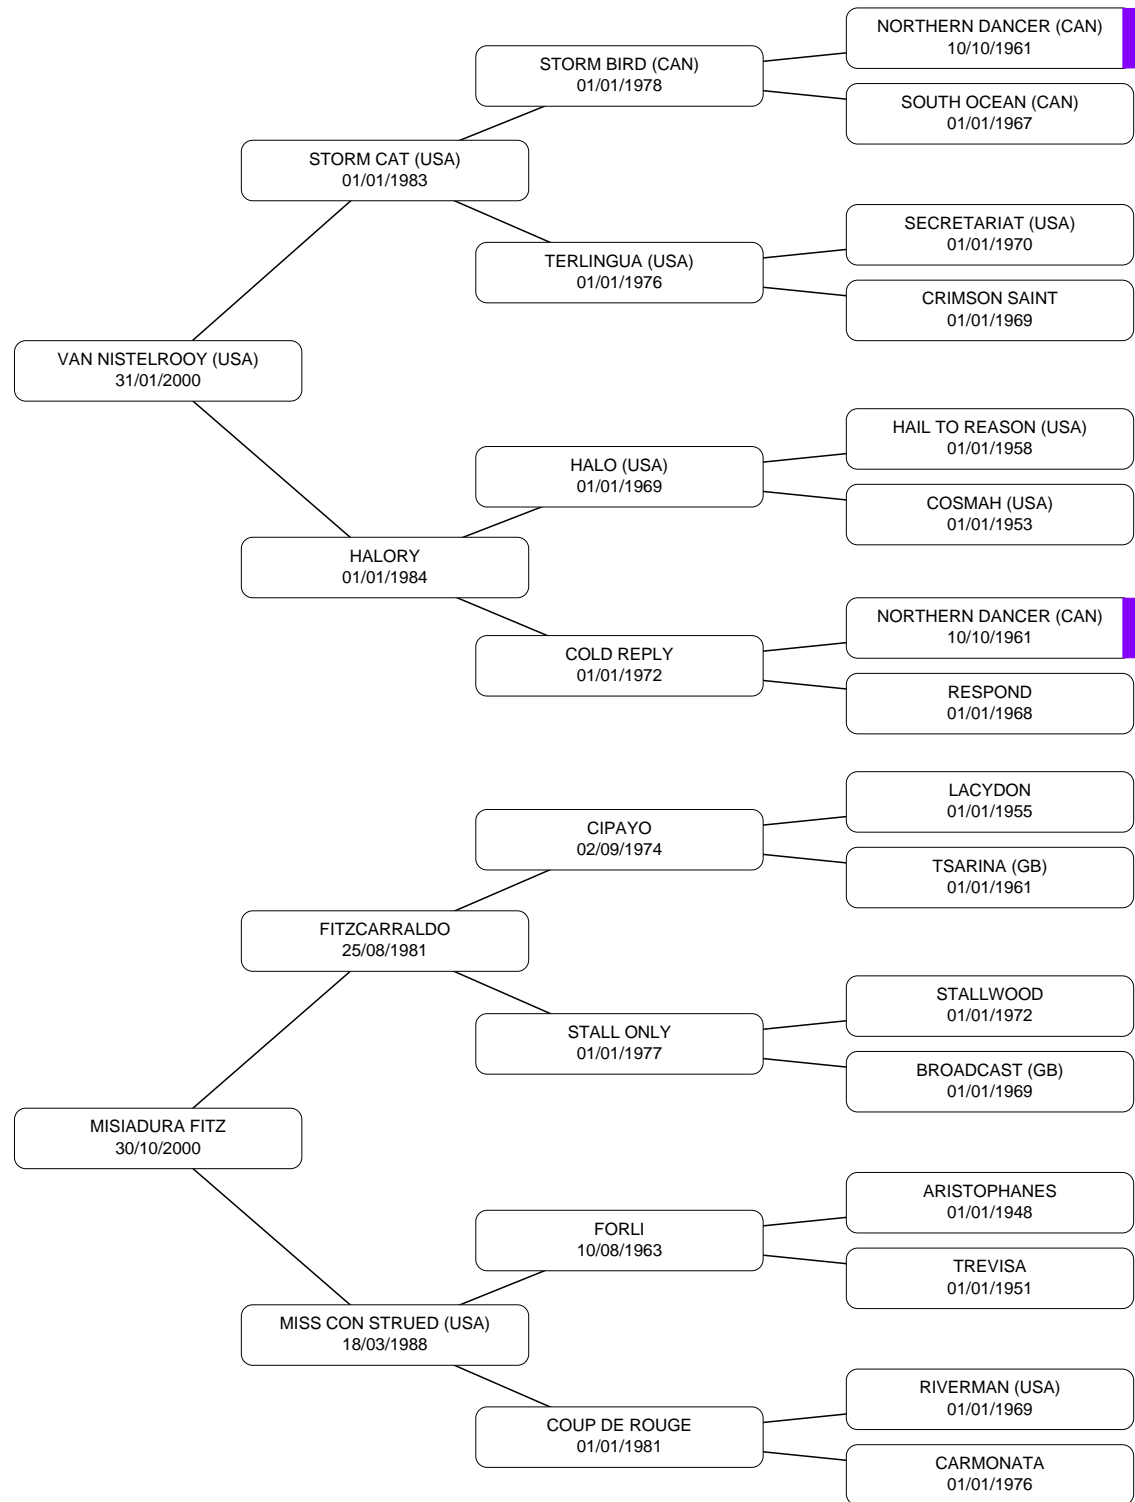 NORTHERN DANCER (CAN)
10/10/1961
STORM BIRD (CAN)
01/01/1978
SOUTH OCEAN (CAN)
01/01/1967
STORM CAT (USA)
01/01/1983
SECRETARIAT (USA)
01/01/1970
TERLINGUA (USA)
01/01/1976
CRIMSON SAINT
01/01/1969
VAN NISTELROOY (USA)
31/01/2000
HAIL TO REASON (USA)
01/01/1958
HALO (USA)
01/01/1969
COSMAH (USA)
01/01/1953
HALORY
01/01/1984
NORTHERN DANCER (CAN)
10/10/1961
COLD REPLY
01/01/1972
RESPOND
01/01/1968
LACYDON
01/01/1955
CIPAYO
02/09/1974
TSARINA (GB)
01/01/1961
FITZCARRALDO
25/08/1981
STALLWOOD
01/01/1972
STALL ONLY
01/01/1977
BROADCAST (GB)
01/01/1969
MISIADURA FITZ
30/10/2000
ARISTOPHANES
01/01/1948
FORLI
10/08/1963
TREVISA
01/01/1951
MISS CON STRUED (USA)
18/03/1988
RIVERMAN (USA)
01/01/1969
COUP DE ROUGE
01/01/1981
CARMONATA
01/01/1976